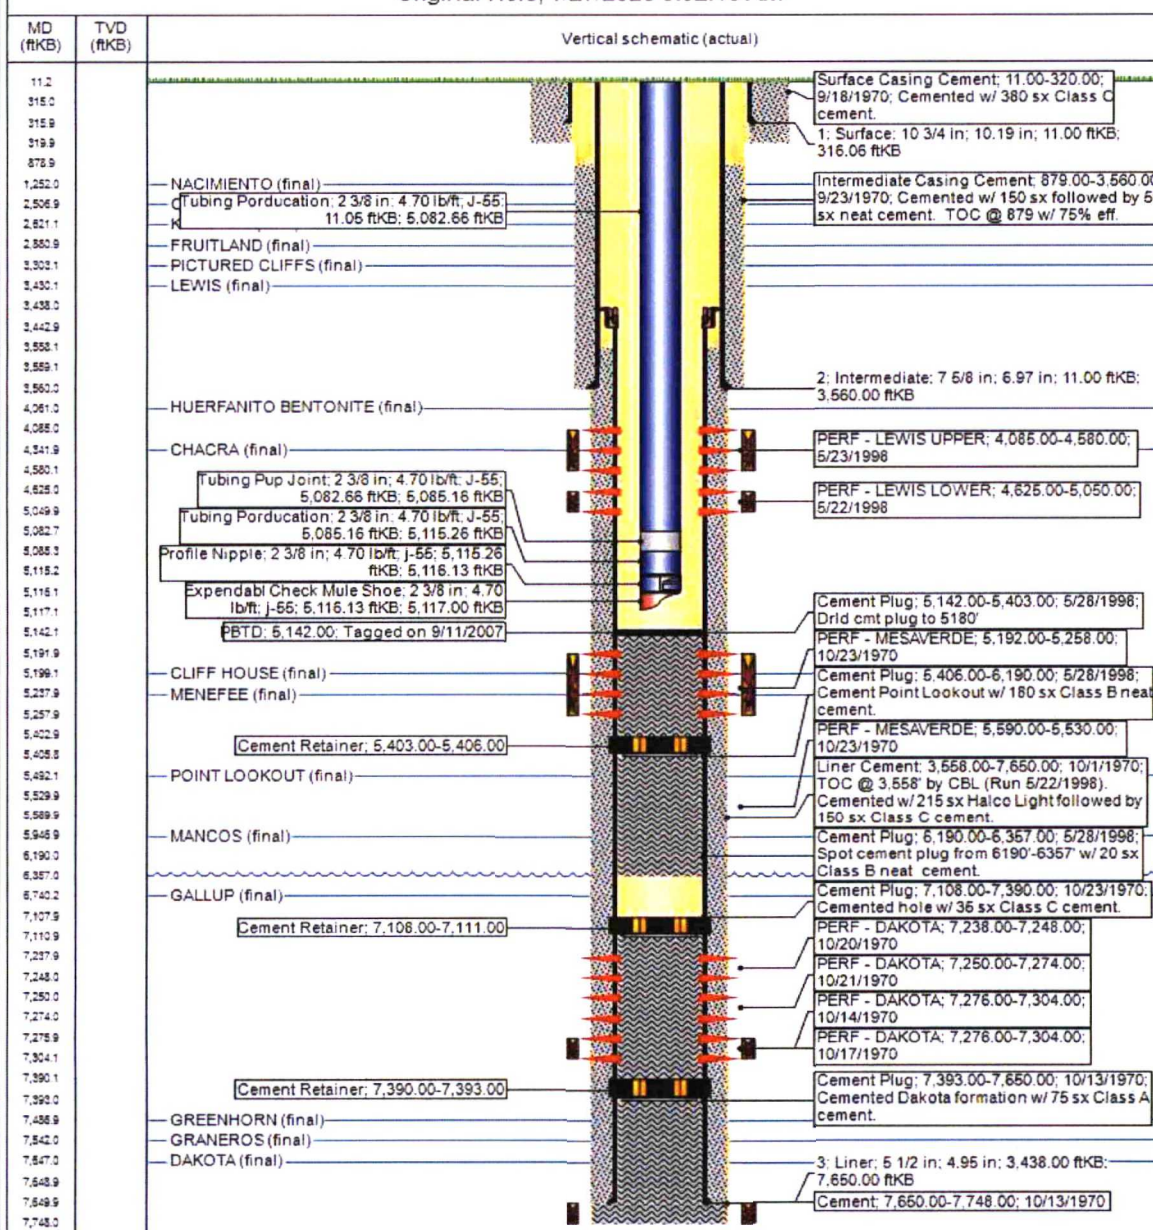 MD
(ftKB)
TVD
(ftKB)
Vertical schematic (actual)
11.2
315.0
315.9
319.9
878.9
1,252.0
2,506.9
2,621.1
2,880.9
3,303.1
3,430.1
3,438.0
3,442.9
3,558.1
3,559.1
3,560.0
4,061.0
4,085.0
4,341.9
4,580.1
4,625.0
5,049.9
5,082.7
5,085.3
5,115.2
5,116.1
5,117.1
5,142.1
5,191.9
5,199.1
5,237.9
5,257.9
5,402.9
5,405.8
5,492.1
5,529.9
5,589.9
5,945.9
6,190.0
6,357.0
6,740.2
7,107.9
7,110.9
7,237.9
7,248.0
7,250.0
7,274.0
7,275.9
7,304.1
7,390.1
7,393.0
7,486.9
7,542.0
7,547.0
7,648.9
7,649.9
7,748.0
NACIMIENTO (final)
Tubing Porducation; 2 3/8 in; 4.70 lb/ft; J-55;
11.05 ftKB; 5,082.66 ftKB
FRUITLAND (final)
PICTURED CLIFFS (final)
LEWIS (final)
HUERFANITO BENTONITE (final)
CHACRA (final)
Tubing Pup Joint; 2 3/8 in; 4.70 lb/ft; J-55;
5,082.66 ftKB; 5,085.16 ftKB
Tubing Porducation; 2 3/8 in; 4.70 lb/ft; J-55;
5,085.16 ftKB; 5,115.26 ftKB
Profile Nipple; 2 3/8 in; 4.70 lb/ft; j-55; 5,115.26
ftKB; 5,116.13 ftKB
Expendabl Check Mule Shoe; 2 3/8 in; 4.70
lb/ft; j-55; 5,116.13 ftKB; 5,117.00 ftKB
PBTD; 5,142.00; Tagged on 9/11/2007
CLIFF HOUSE (final)
MENEFEE (final)
Cement Retainer; 5,403.00-5,406.00
POINT LOOKOUT (final)
MANCOS (final)
GALLUP (final)
Cement Retainer; 7,108.00-7,111.00
Cement Retainer; 7,390.00-7,393.00
GREENHORN (final)
GRANEROS (final)
DAKOTA (final)
Surface Casing Cement; 11.00-320.00;
9/18/1970; Cemented w/ 380 sx Class C
cement.
1; Surface; 10 3/4 in; 10.19 in; 11.00 ftKB;
316.06 ftKB
Intermediate Casing Cement; 879.00-3,560.00
9/23/1970; Cemented w/ 150 sx followed by 5
sx neat cement. TOC @ 879 w/ 75% eff.
2; Intermediate; 7 5/8 in; 6.97 in; 11.00 ftKB;
3,560.00 ftKB
PERF - LEWIS UPPER; 4,085.00-4,580.00;
5/23/1998
PERF - LEWIS LOWER; 4,625.00-5,050.00;
5/22/1998
Cement Plug; 5,142.00-5,403.00; 5/28/1998;
Drld cmt plug to 5180'
PERF - MESAVERDE; 5,192.00-5,258.00;
10/23/1970
Cement Plug; 5,406.00-6,190.00; 5/28/1998;
Cement Point Lookout w/ 180 sx Class B neat
cement.
PERF - MESAVERDE; 5,590.00-5,530.00;
10/23/1970
Liner Cement; 3,558.00-7,650.00; 10/1/1970;
TOC @ 3,558' by CBL (Run 5/22/1998).
Cemented w/ 215 sx Halco Light followed by
150 sx Class C cement.
Cement Plug; 6,190.00-6,357.00; 5/28/1998;
Spot cement plug from 6190'-6357' w/ 20 sx
Class B neat cement.
Cement Plug; 7,108.00-7,390.00; 10/23/1970;
Cemented hole w/ 36 sx Class C cement.
PERF - DAKOTA; 7,238.00-7,248.00;
10/20/1970
PERF - DAKOTA; 7,250.00-7,274.00;
10/21/1970
PERF - DAKOTA; 7,276.00-7,304.00;
10/14/1970
PERF - DAKOTA; 7,276.00-7,304.00;
10/17/1970
Cement Plug; 7,393.00-7,650.00; 10/13/1970;
Cemented Dakota formation w/ 75 sx Class A
cement.
3; Liner; 5 1/2 in; 4.95 in; 3,438.00 ftKB;
7,650.00 ftKB
Cement; 7,650.00-7,748.00; 10/13/1970